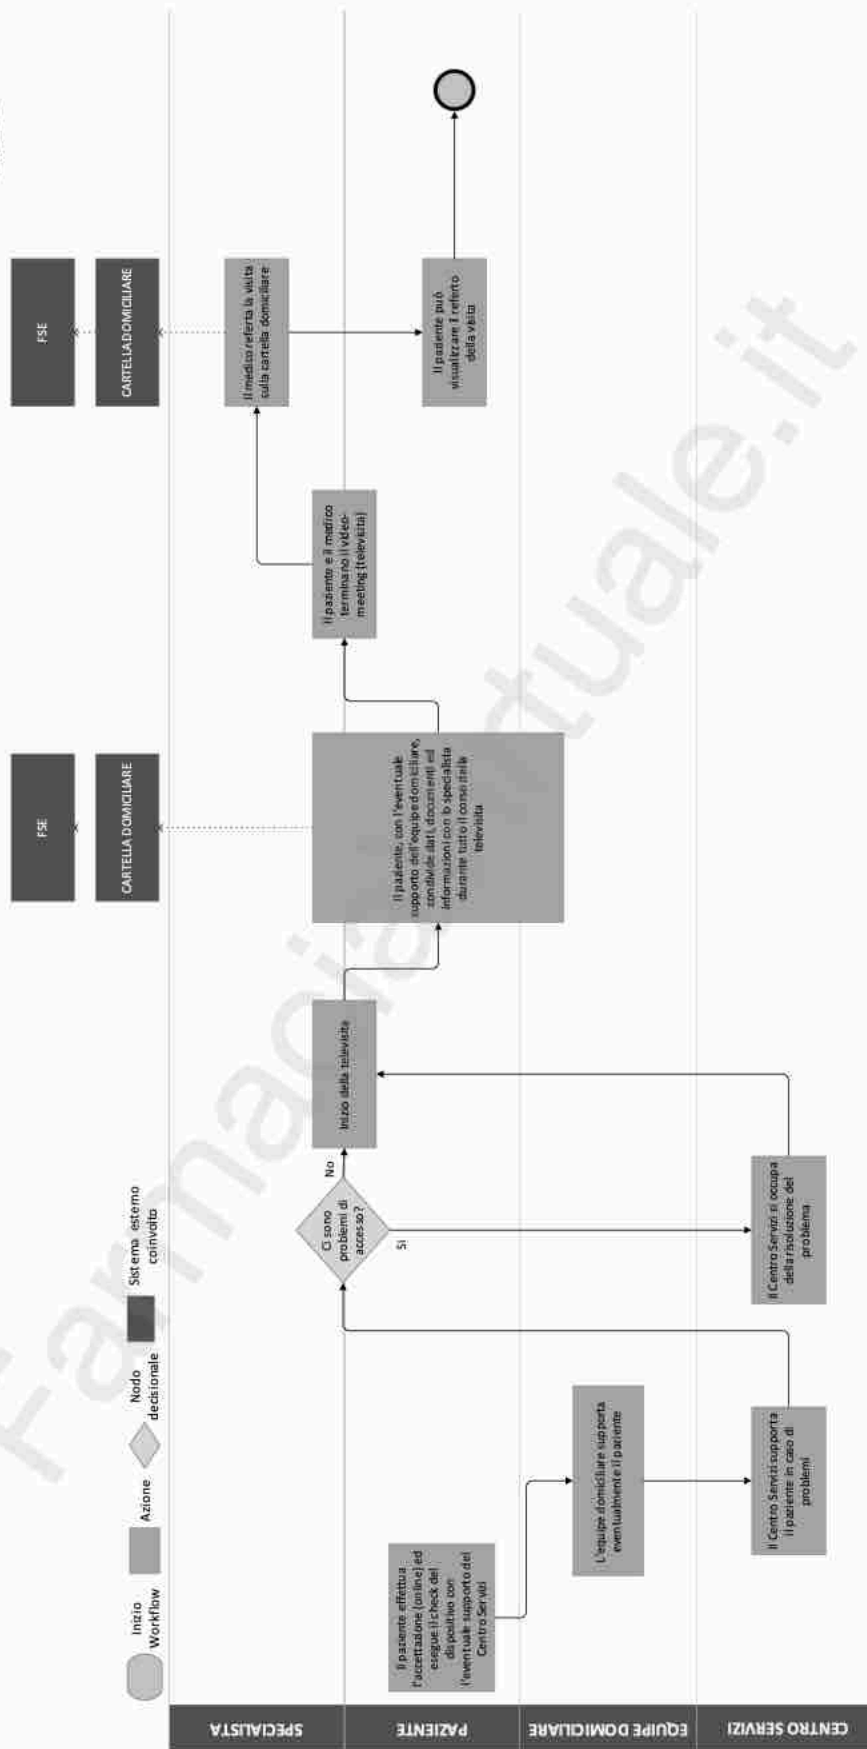 Inizio
Workflow
Azione
Nodo
decisionale
Sistema esterno
coinvolto
FSE
CARTELLA DOMICILIARE
FSE
CARTELLA DOMICILIARE
SPECIALISTA
PAZIENTE
EQUIPE DOMICILIARE
CENTRO SERVIZI
Il paziente effettua
l'accettazione (online) ed
esegue il check del
dispositivo con
l'eventuale supporto del
Centro Servizi
L'equipe domiciliare supporta
eventualmente il paziente
Il Centro Servizi supporta
il paziente in caso di
problemi
Ci sono
problemi di
accesso?
No
Si
Il Centro Servizi si occupa
della risoluzione del
problema
Inizio della televisita
Il paziente, con l'eventuale
supporto dell'equipe domiciliare,
condivide dati, documenti ed
informazioni con lo specialista
durante tutto il corso della
televisita
Il paziente e il medico
terminano il video-
meeting (televisita)
Il medico referta la visita
sulla cartella domiciliare
Il paziente può
visualizzare il referto
della visita
Farmaciavirtuale.it